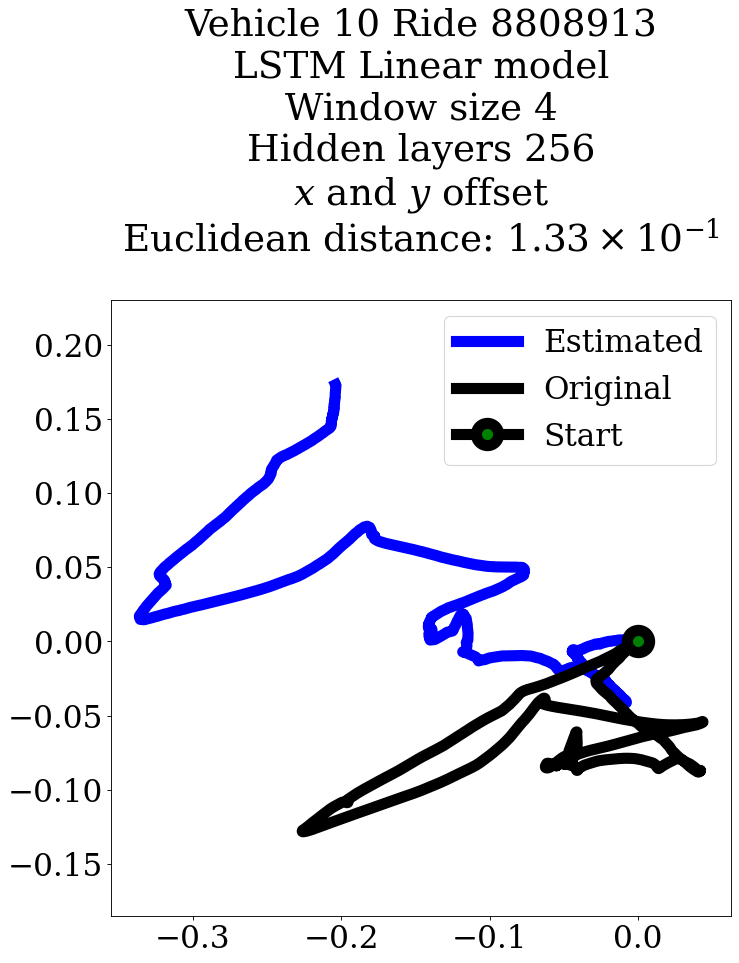 Vehicle 10 Ride 8808913
LSTM Linear model
Window size 4
Hidden layers 256
x and y offset
Euclidean distance: 1.33 × 10⁻¹
Estimated
Original
Start
0.20
0.15
0.10
0.05
0.00
−0.05
−0.10
−0.15
−0.3 −0.2 −0.1 0.0